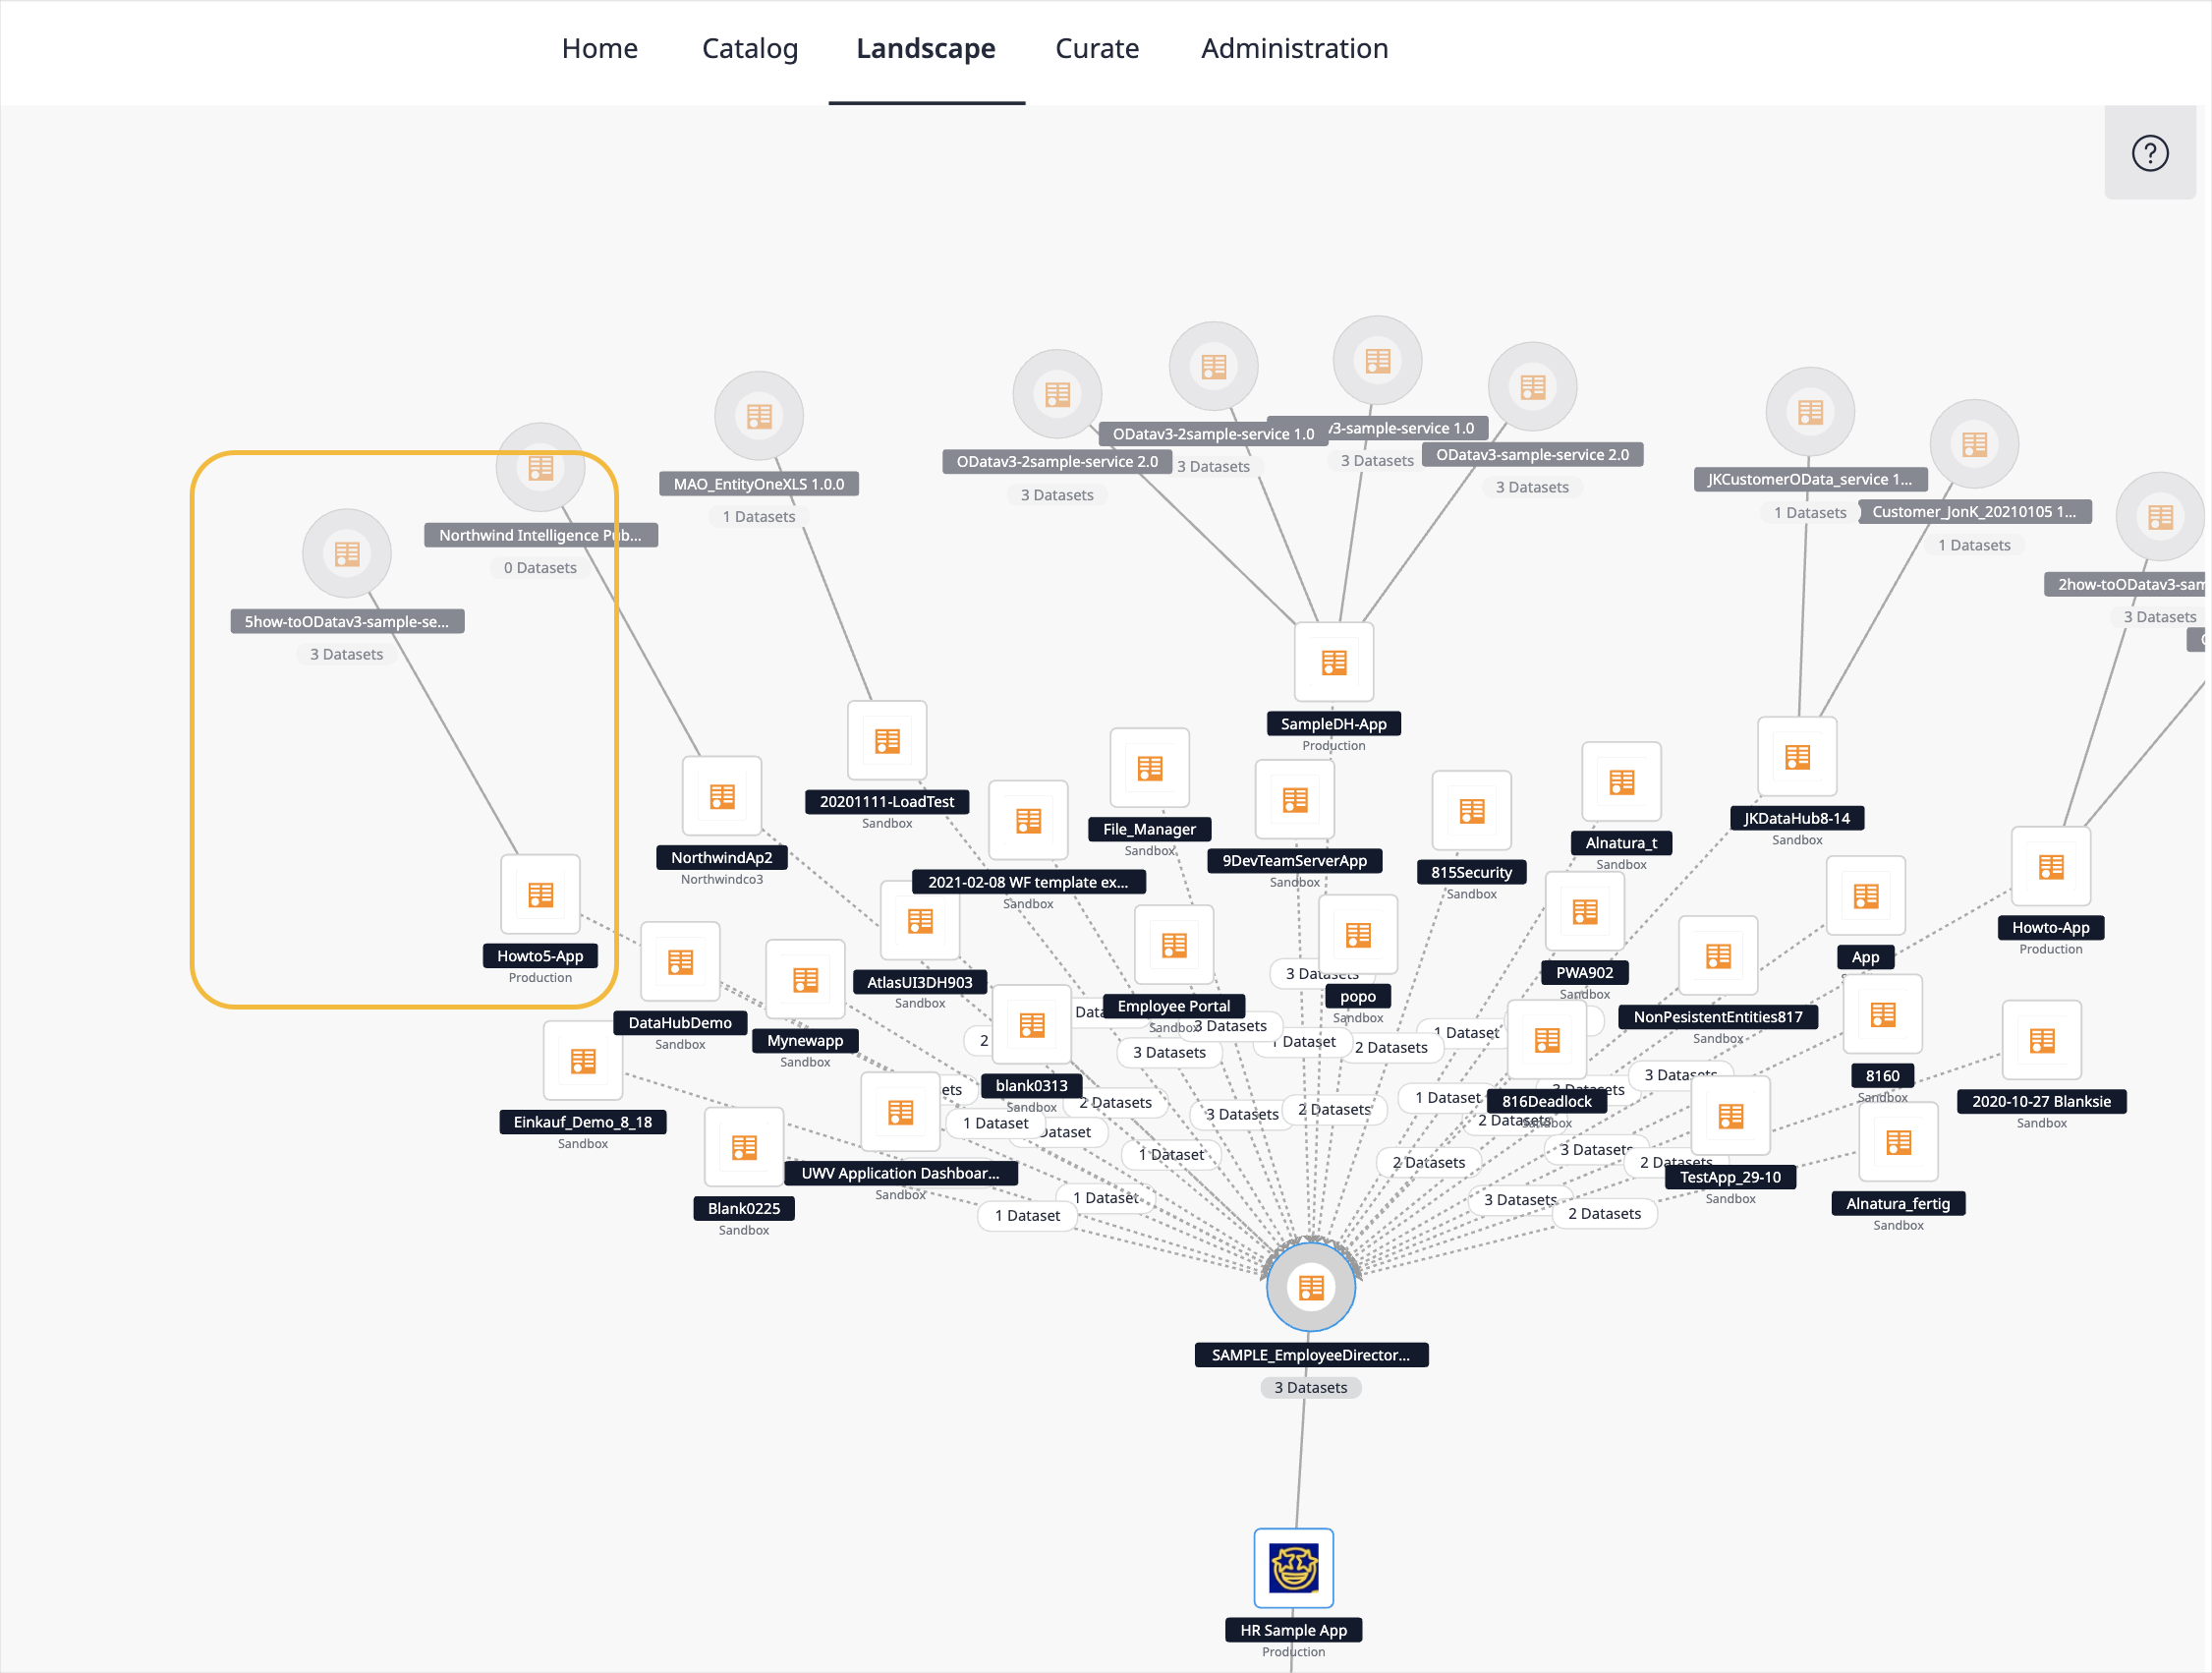 Home Catalog Landscape Curate Administration
ODatav3-2sample-service 1.0
v3-sample-service 1.0
ODatav3-2sample-service 2.0
3 Datasets
3 Datasets
ODatav3-sample-service 2.0
3 Datasets
3 Datasets
MAO_EntityOneXLS 1.0.0
1 Datasets
JKCustomerOData_service 1...
1 Datasets
Customer_JonK_20210105 1...
1 Datasets
Northwind Intelligence Pub...
0 Datasets
2how-toODatav3-sam
3 Datasets
5how-toODatav3-sample-se...
3 Datasets
SampleDH-App
Production
20201111-LoadTest
Sandbox
File_Manager
Sandbox
JKDataHub8-14
Sandbox
Alnatura_t
Sandbox
NorthwindAp2
Northwindco3
9DevTeamServerApp
Sandbox
815Security
Sandbox
2021-02-08 WF template ex...
Sandbox
Howto-App
Production
Howto5-App
Production
App
AtlasUI3DH903
Sandbox
3 Datasets
PWA902
Sandbox
popo
Sandbox
Employee Portal
Sandbox
DataHubDemo
Sandbox
Mynewapp
Sandbox
NonPesistentEntities817
Sandbox
3 Datasets
1 Dataset
2
1 Dataset
2 Datasets
3 Datasets
8160
Sandbox
3 Datasets
blank0313
Sandbox
3 Datasets
1 Dataset
816Deadlock
Sandbox
2 Datasets
2020-10-27 Blanksie
Sandbox
2 Datasets
3 Datasets
2 Datasets
Einkauf_Demo_8_18
Sandbox
1 Dataset
Dataset
1 Dataset
3 Datasets
2 Datasets
2 Datasets
UWV Application Dashboar...
Sandbox
TestApp_29-10
Sandbox
1 Dataset
3 Datasets
Alnatura_fertig
Sandbox
Blank0225
Sandbox
1 Dataset
2 Datasets
SAMPLE_EmployeeDirector...
3 Datasets
HR Sample App
Production